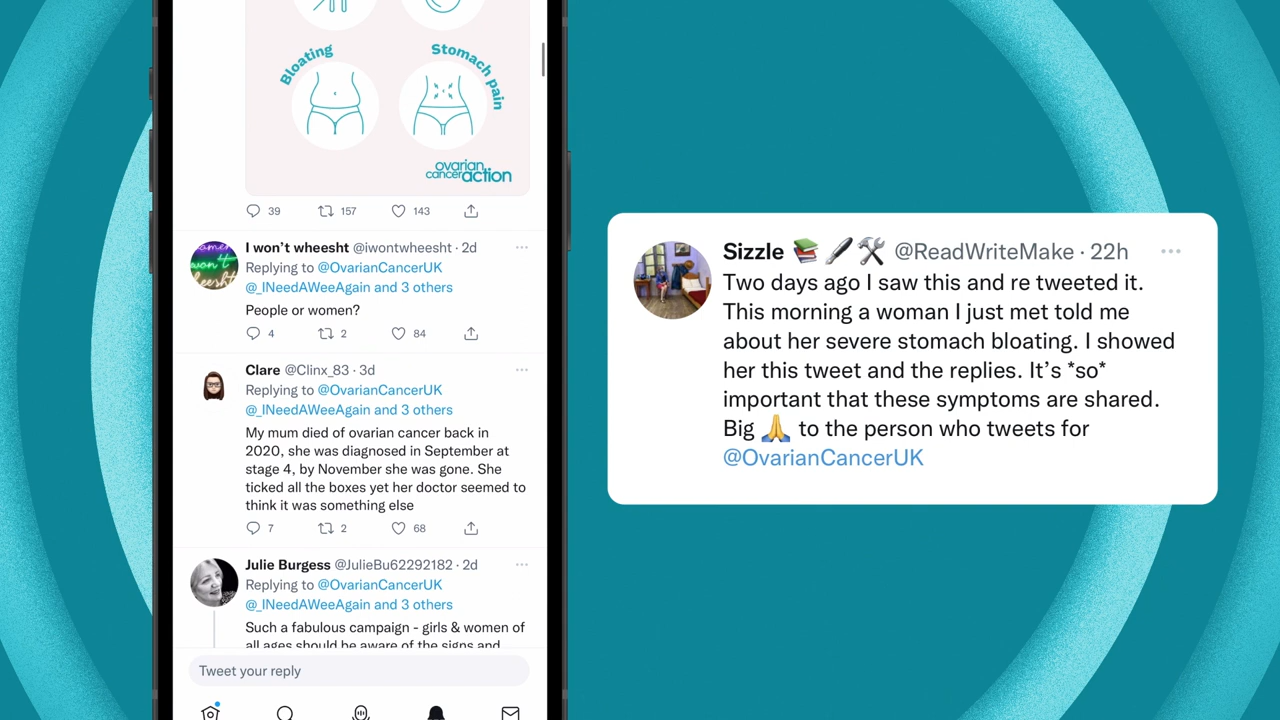 Bloating
Stomach pain
ovarian
cancer action
39 157 143
I won't wheesht @iwontwheesht · 2d
Replying to @OvarianCancerUK
@_INeedAWeeAgain and 3 others
People or women?
4 2 84
Clare @Clinx_83 · 3d
Replying to @OvarianCancerUK
@_INeedAWeeAgain and 3 others
My mum died of ovarian cancer back in
2020, she was diagnosed in September at
stage 4, by November she was gone. She
ticked all the boxes yet her doctor seemed to
think it was something else
7 2 68
Julie Burgess @JulieBu62292182 · 2d
Replying to @OvarianCancerUK
@_INeedAWeeAgain and 3 others
Such a fabulous campaign - girls & women of
all ages should be aware of the signs and
Tweet your reply
Sizzle 📚🖋️🛠️ @ReadWriteMake · 22h
Two days ago I saw this and re tweeted it.
This morning a woman I just met told me
about her severe stomach bloating. I showed
her this tweet and the replies. It's *so*
important that these symptoms are shared.
Big 🙏 to the person who tweets for
@OvarianCancerUK